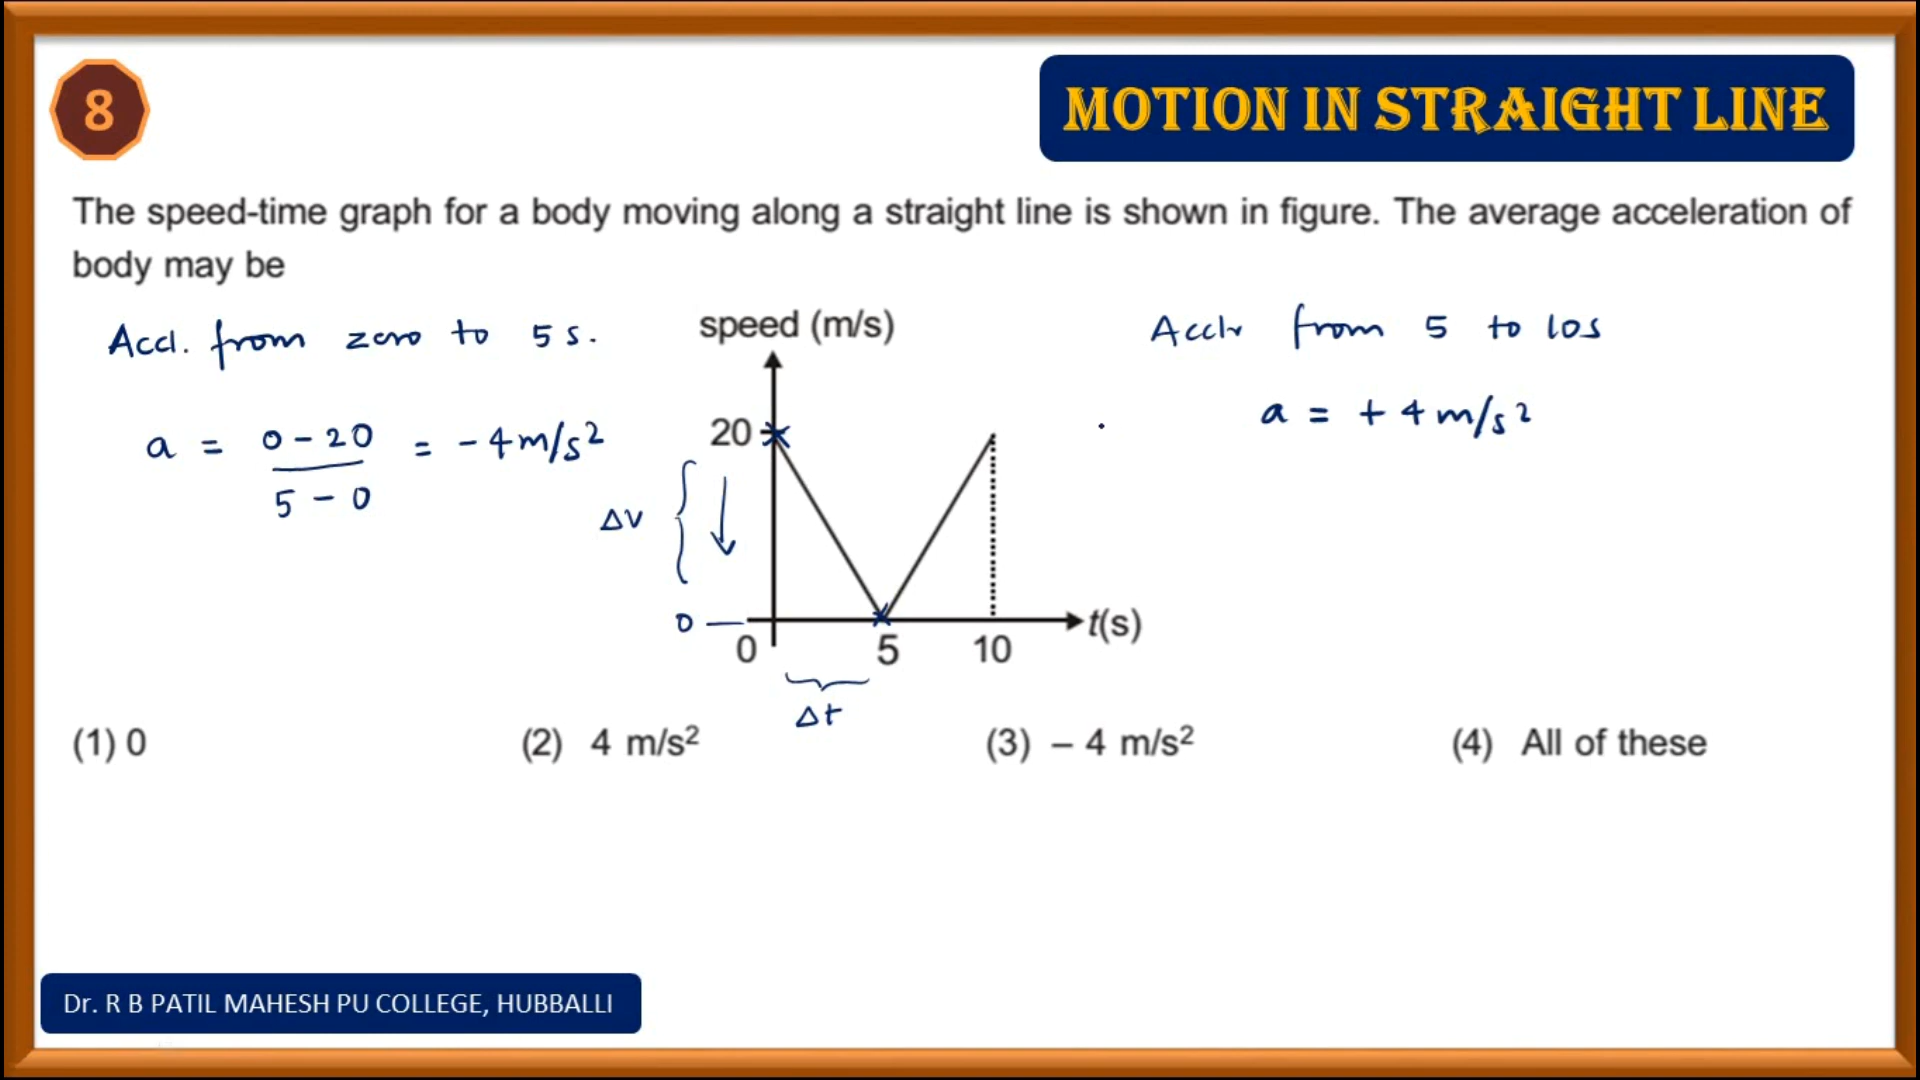 8
MOTION IN STRAIGHT LINE
The speed-time graph for a body moving along a straight line is shown in figure. The average acceleration of
body may be
Accl. from zero to 5 s.
speed (m/s)
Acclr from 5 to 10s
a = 0 - 20 / 5 - 0 = - 4 m/s²
20
a = + 4 m/s²
ΔV
0
t(s)
0 5 10
Δt
(1) 0 (2) 4 m/s² (3) – 4 m/s² (4) All of these
Dr. R B PATIL MAHESH PU COLLEGE, HUBBALLI